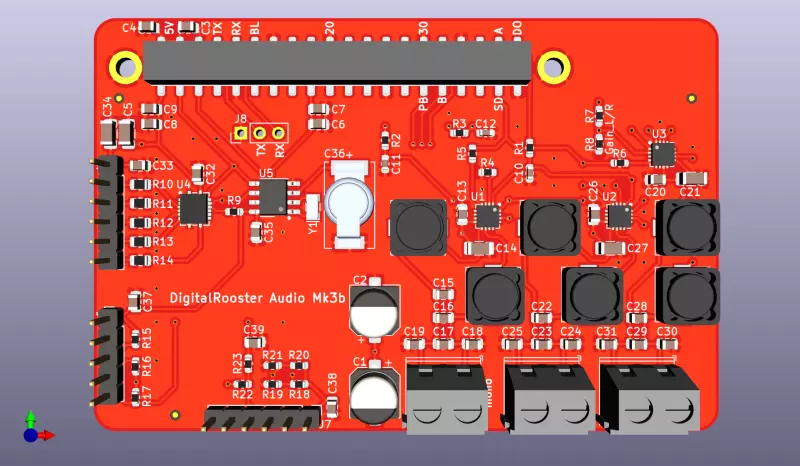 C4
5V
C3
TX
RX
BL
20
30
A
DO
C34
C5
C9
C8
J8
TX
RX
C7
C6
PB
B
SD
R3
C12
R2
C11
R5
R4
R1
C10
R7
R8
Gain_L/R
R6
U3
C33
R10
U4
C32
U5
C36+
R11
R9
R12
R13
R14
C35
Y1
C13
U1
C14
C26
U2
C27
C20
C21
C37
DigitalRooster Audio Mk3b
C2
+
C15
C16
C22
C28
R15
R16
R17
C39
C19
C17
C18
C25
C23
C24
C31
C29
C30
R23
R21
R20
R22
R19
R18
C1
+
C38
J7
mono